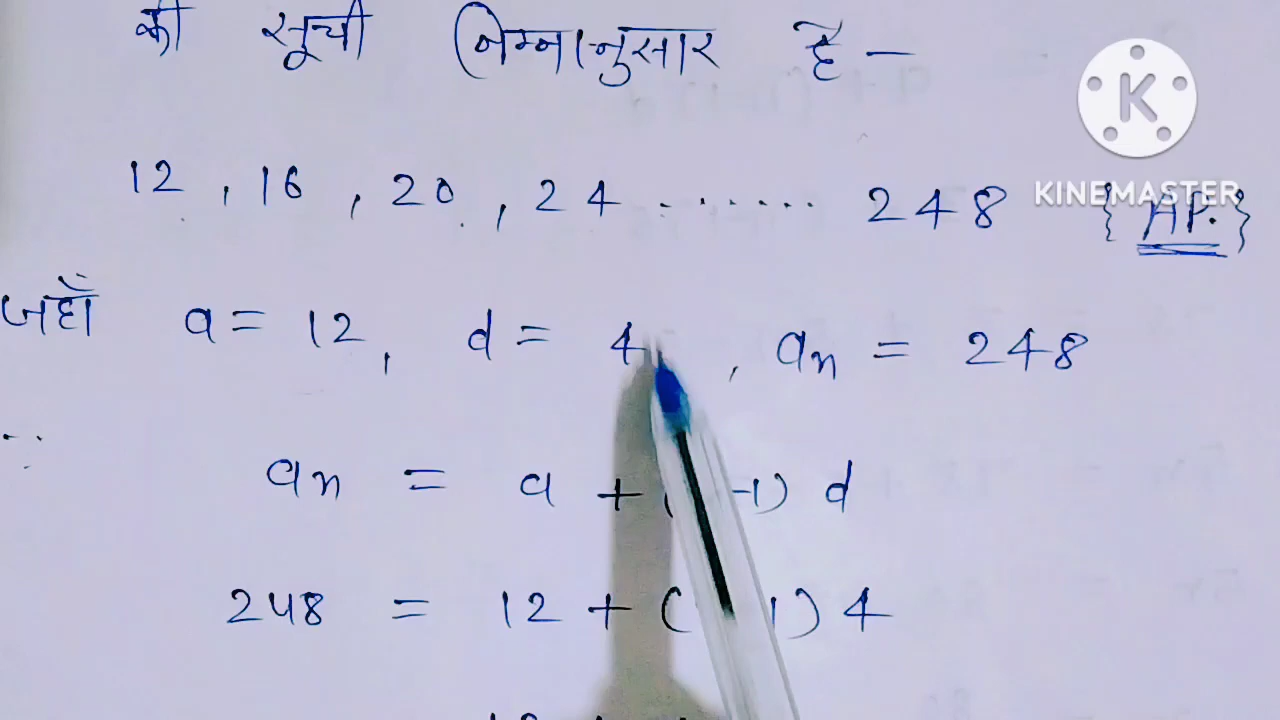 की सूची निम्नानुसार है –
12 , 16 , 20 , 24 ....... 248 { AP. }
जहाँ a = 12 , d = 4 , an = 248
an = a + ( -1) d
248 = 12 + ( 1) 4
K
KINEMASTER